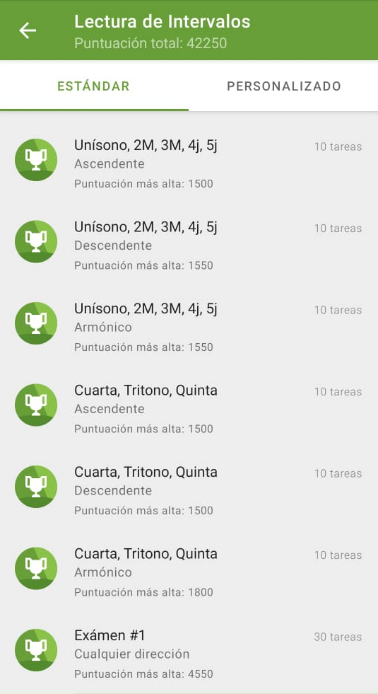 Lectura de Intervalos
Puntuación total: 42250
ESTÁNDAR
PERSONALIZADO
Unísono, 2M, 3M, 4j, 5j
10 tareas
Ascendente
Puntuación más alta: 1500
Unísono, 2M, 3M, 4j, 5j
10 tareas
Descendente
Puntuación más alta: 1550
Unísono, 2M, 3M, 4j, 5j
10 tareas
Armónico
Puntuación más alta: 1550
Cuarta, Tritono, Quinta
10 tareas
Ascendente
Puntuación más alta: 1500
Cuarta, Tritono, Quinta
10 tareas
Descendente
Puntuación más alta: 1500
Cuarta, Tritono, Quinta
10 tareas
Armónico
Puntuación más alta: 1800
Exámen #1
30 tareas
Cualquier dirección
Puntuación más alta: 4550